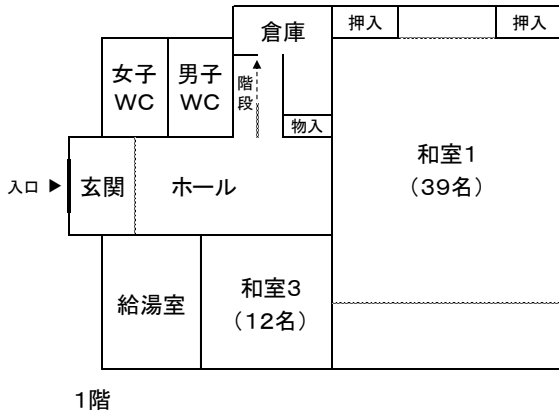 倉庫
押入
押入
女子
WC
男子
WC
階段
物入
和室1
（39名）
入口 ▶
玄関
ホール
給湯室
和室3
（12名）
1階